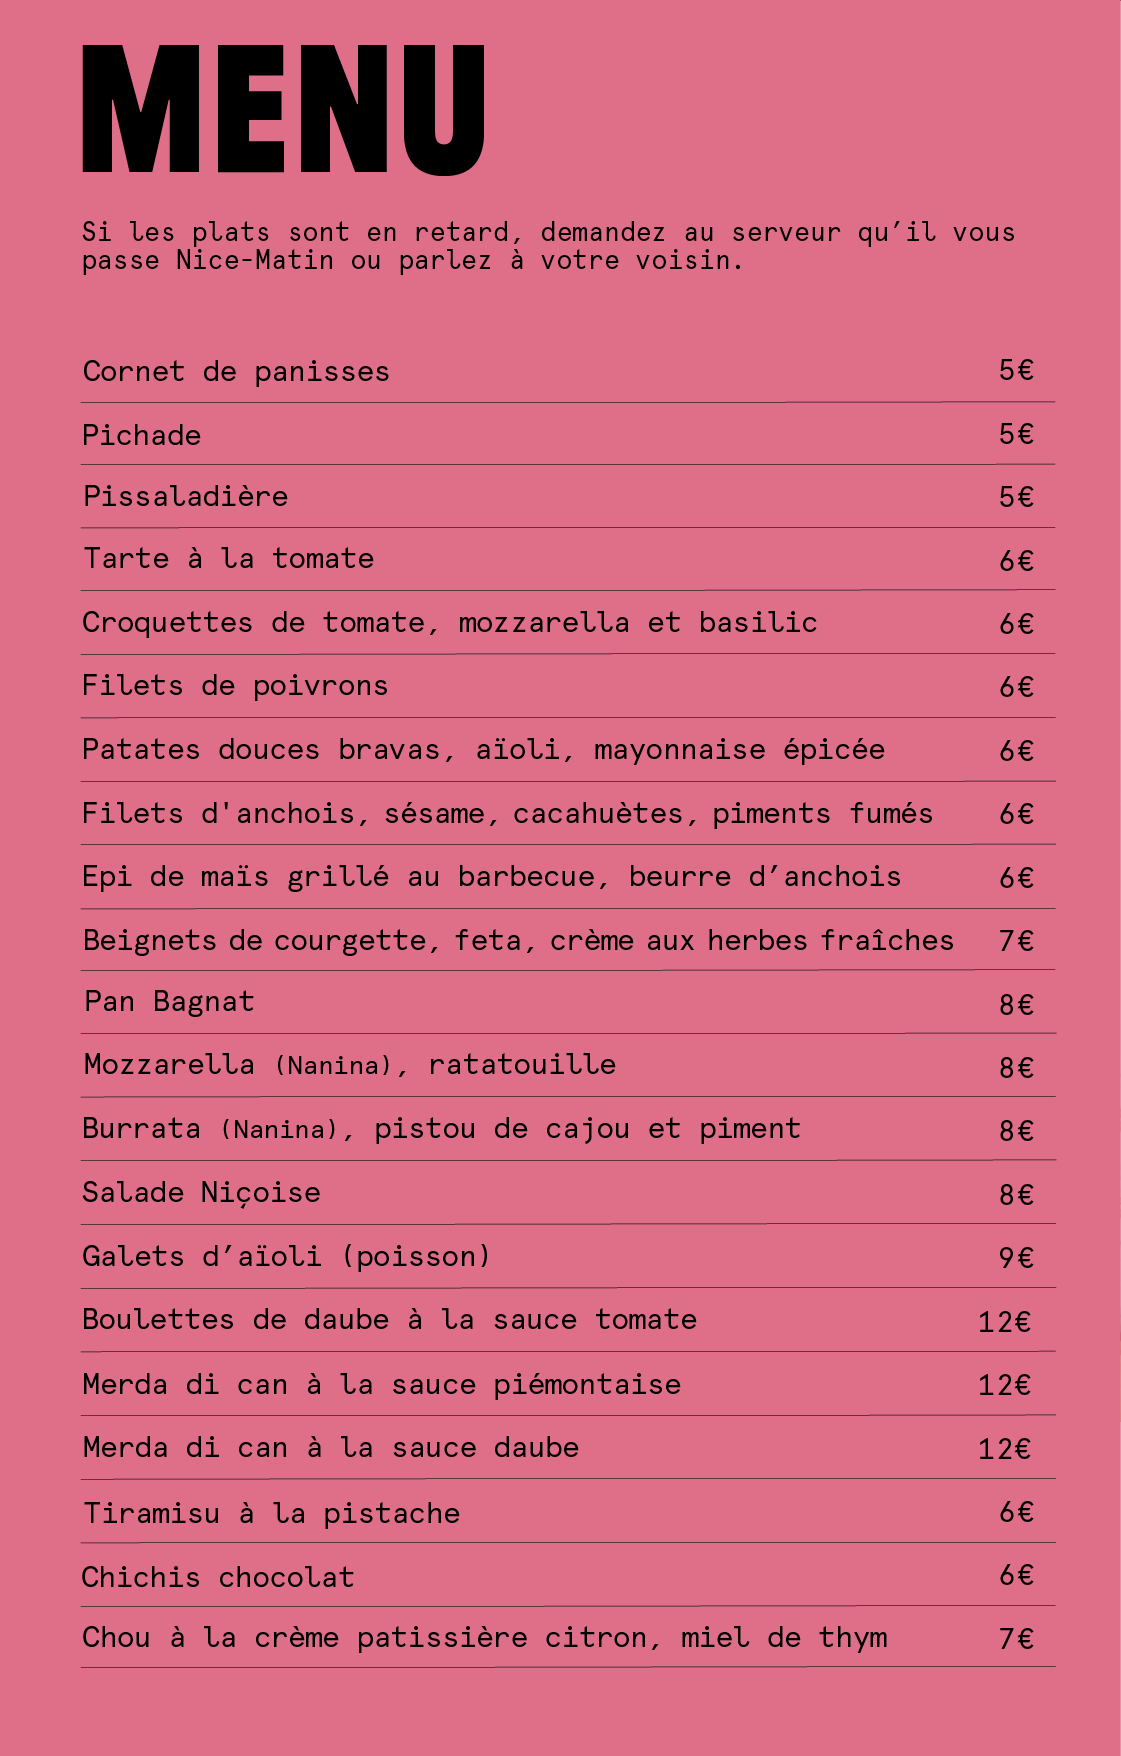 MENU
Si les plats sont en retard, demandez au serveur qu’il vous
passe Nice-Matin ou parlez à votre voisin.
Cornet de panisses 5€
Pichade 5€
Pissaladière 5€
Tarte à la tomate 6€
Croquettes de tomate, mozzarella et basilic 6€
Filets de poivrons 6€
Patates douces bravas, aïoli, mayonnaise épicée 6€
Filets d'anchois, sésame, cacahuètes, piments fumés 6€
Epi de maïs grillé au barbecue, beurre d’anchois 6€
Beignets de courgette, feta, crème aux herbes fraîches 7€
Pan Bagnat 8€
Mozzarella (Nanina), ratatouille 8€
Burrata (Nanina), pistou de cajou et piment 8€
Salade Niçoise 8€
Galets d’aïoli (poisson) 9€
Boulettes de daube à la sauce tomate 12€
Merda di can à la sauce piémontaise 12€
Merda di can à la sauce daube 12€
Tiramisu à la pistache 6€
Chichis chocolat 6€
Chou à la crème patissière citron, miel de thym 7€